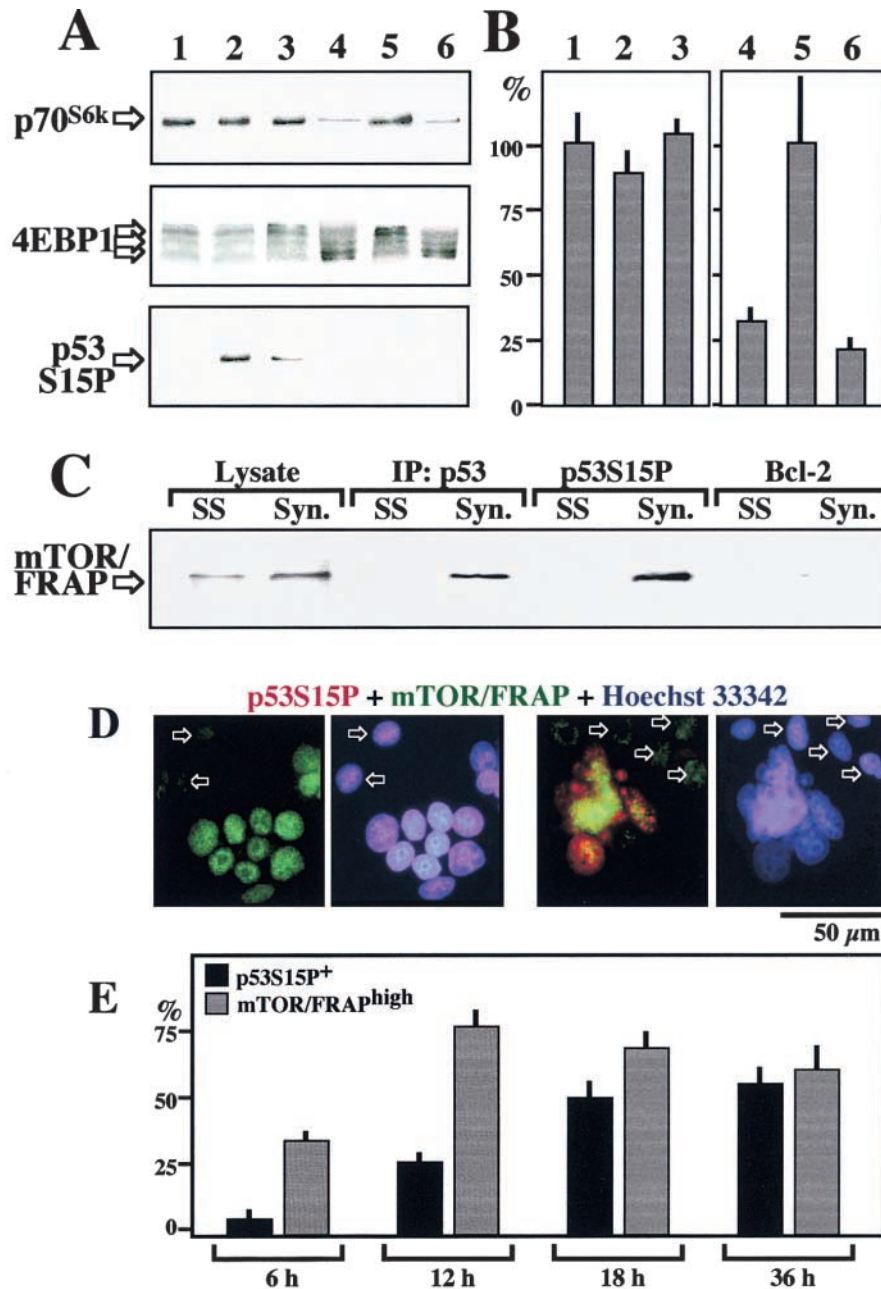 A
1 2 3 4 5 6
p70S6k
4EBP1
p53
S15P
B
1 2 3 4 5 6
%
100
75
50
25
0
C
Lysate IP: p53 p53S15P Bcl-2
SS Syn. SS Syn. SS Syn. SS Syn.
mTOR/
FRAP
p53S15P + mTOR/FRAP + Hoechst 33342
D
50 µm
E
p53S15P+
mTOR/FRAPhigh
%
75
50
25
0
6 h 12 h 18 h 36 h